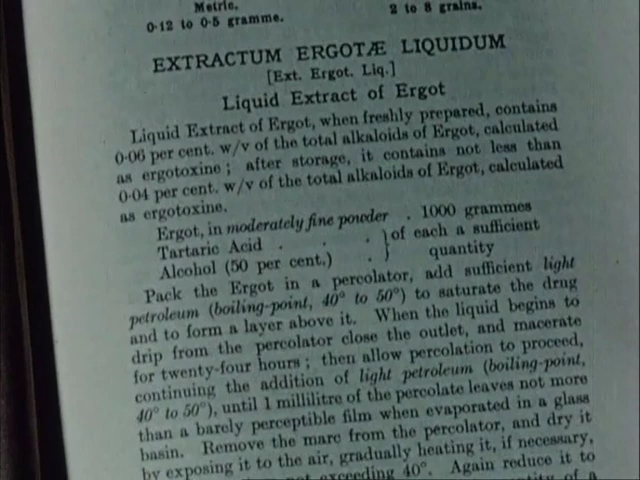 Metric.
0·12 to 0·5 gramme.
2 to 8 grains.
EXTRACTUM ERGOTÆ LIQUIDUM
[Ext. Ergot. Liq.]
Liquid Extract of Ergot
Liquid Extract of Ergot, when freshly prepared, contains
0·06 per cent. w/v of the total alkaloids of Ergot, calculated
as ergotoxine ; after storage, it contains not less than
0·04 per cent. w/v of the total alkaloids of Ergot, calculated
as ergotoxine.
Ergot, in moderately fine powder . 1000 grammes
Tartaric Acid . . . } of each a sufficient
Alcohol (50 per cent.) . } quantity
Pack the Ergot in a percolator, add sufficient light
petroleum (boiling-point, 40° to 50°) to saturate the drug
and to form a layer above it. When the liquid begins to
drip from the percolator close the outlet, and macerate
for twenty-four hours ; then allow percolation to proceed,
continuing the addition of light petroleum (boiling-point,
40° to 50°), until 1 millilitre of the percolate leaves not more
than a barely perceptible film when evaporated in a glass
basin. Remove the marc from the percolator, and dry it
by exposing it to the air, gradually heating it, if necessary,
not exceeding 40°. Again reduce it to
of a